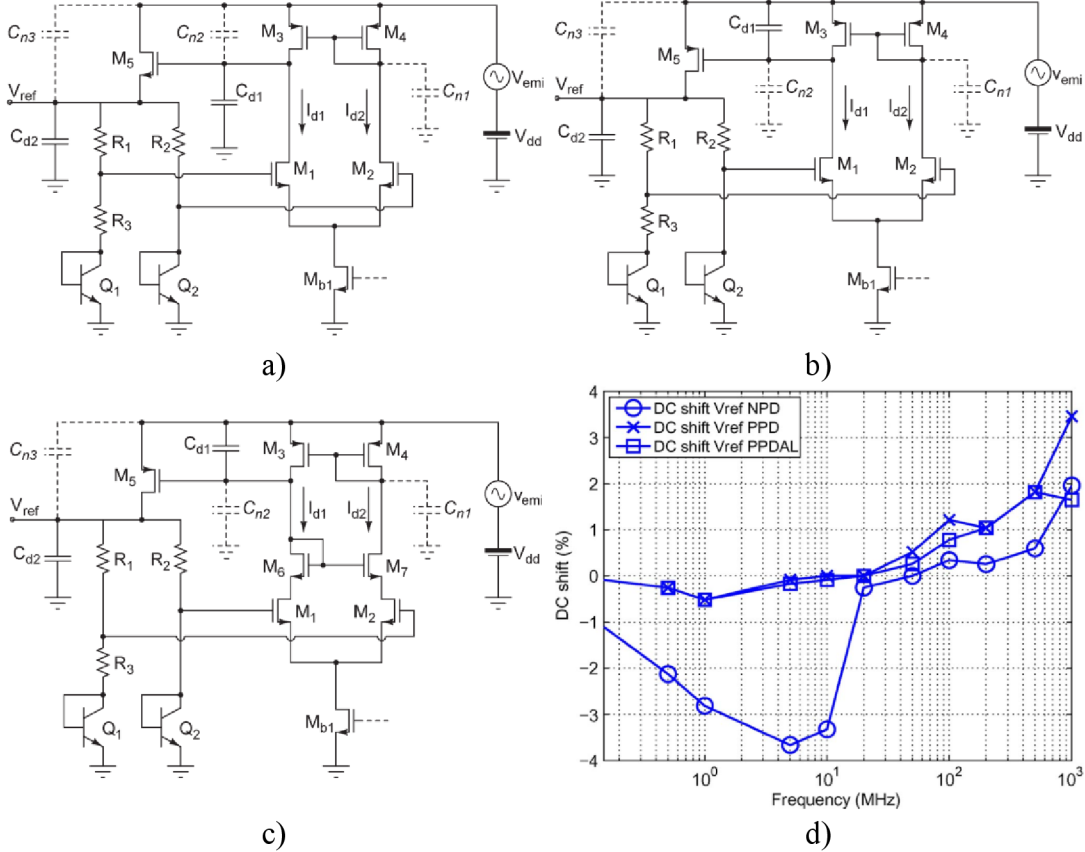 Cn3
Cn2
M3
M4
M5
Vref
Cd1
Cn1
Vemi
Id1
Id2
Cd2
R1
R2
Vdd
M1
M2
R3
Q1
Q2
Mb1
a)
Cn3
Cd1
M3
M4
M5
Vref
Cn2
Cn1
Vemi
Id1
Id2
Cd2
R1
R2
Vdd
M1
M2
R3
Q1
Q2
Mb1
b)
Cn3
Cd1
M3
M4
M5
Vref
Cn2
Cn1
vemi
Id1
Id2
Cd2
R1
R2
Vdd
M6
M7
M1
M2
R3
Q1
Q2
Mb1
c)
DC shift Vref NPD
DC shift Vref PPD
DC shift Vref PPDAL
4
3
2
1
0
−1
−2
−3
−4
DC shift (%)
10^0
10^1
10^2
10^3
Frequency (MHz)
d)